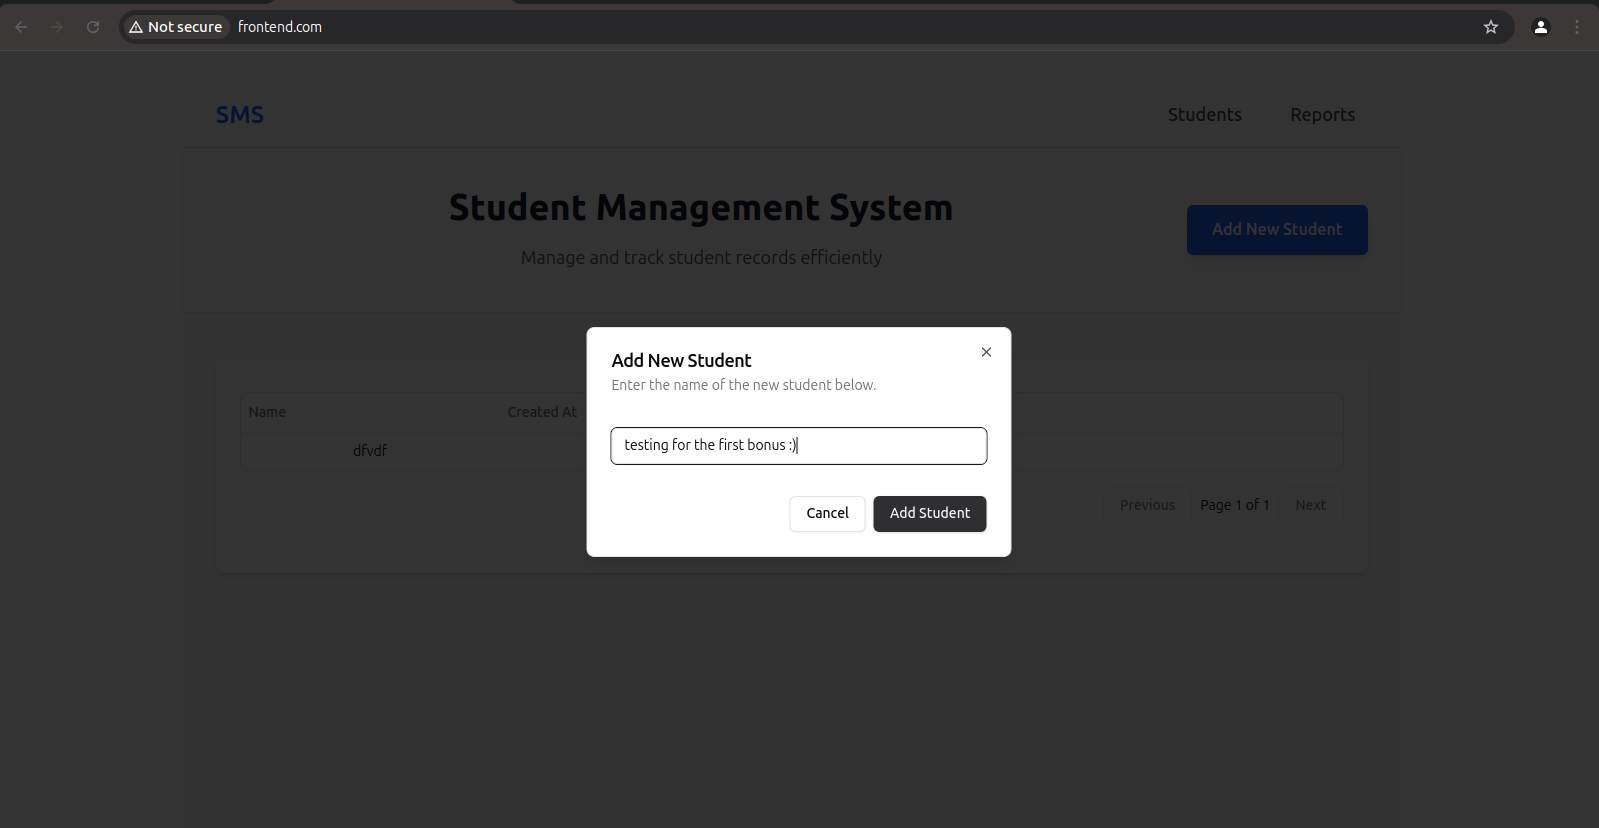 Not secure frontend.com
SMS
Students Reports
Student Management System
Manage and track student records efficiently
Add New Student
Add New Student
Enter the name of the new student below.
testing for the first bonus :)
Cancel Add Student
Name Created At
dfvdf
Previous Page 1 of 1 Next